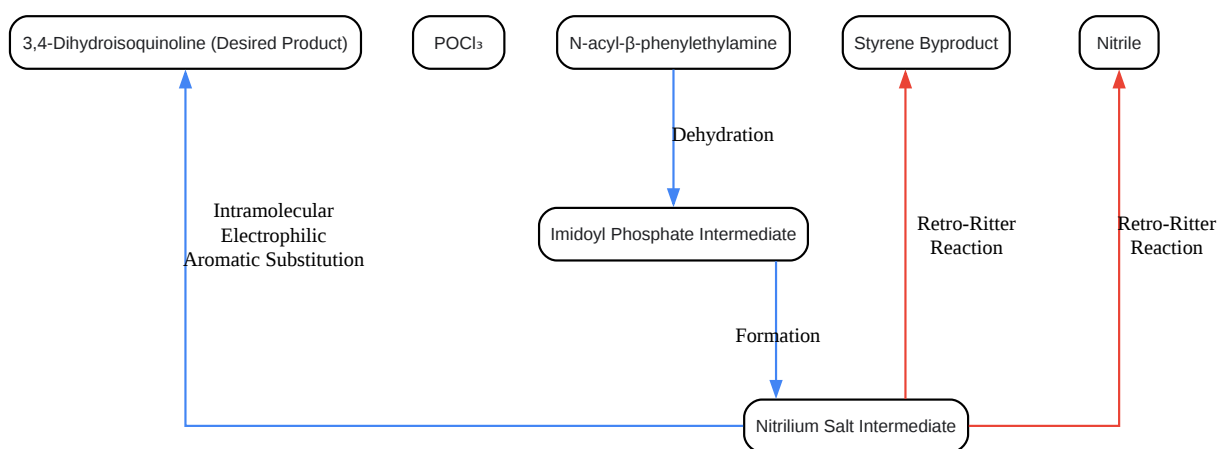 3,4-Dihydroisoquinoline (Desired Product)
POCl₃
N-acyl-β-phenylethylamine
Styrene Byproduct
Nitrile
Dehydration
Intramolecular
Electrophilic
Aromatic Substitution
Imidoyl Phosphate Intermediate
Retro-Ritter
Reaction
Retro-Ritter
Reaction
Formation
Nitrilium Salt Intermediate